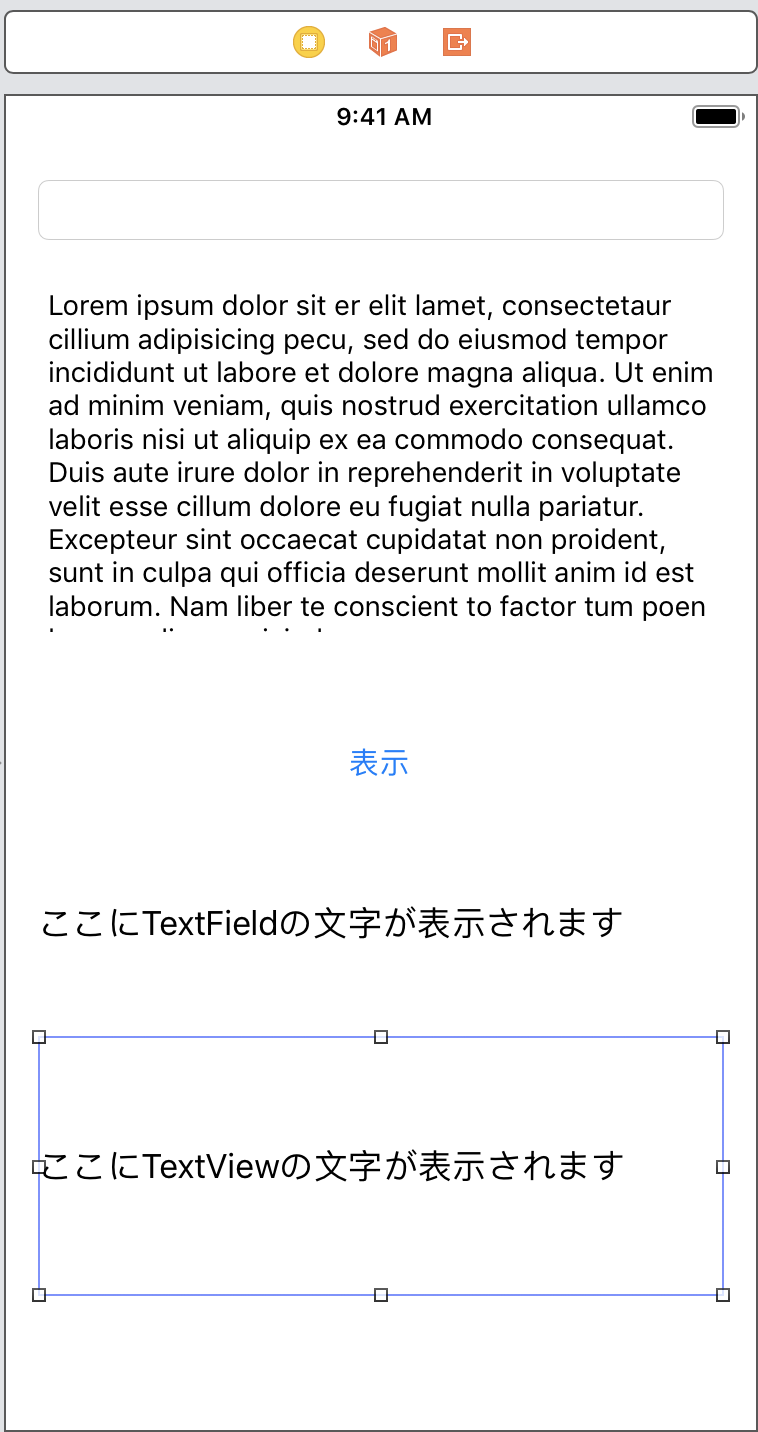 1
9:41 AM
Lorem ipsum dolor sit er elit lamet, consectetaur
cillium adipisicing pecu, sed do eiusmod tempor
incididunt ut labore et dolore magna aliqua. Ut enim
ad minim veniam, quis nostrud exercitation ullamco
laboris nisi ut aliquip ex ea commodo consequat.
Duis aute irure dolor in reprehenderit in voluptate
velit esse cillum dolore eu fugiat nulla pariatur.
Excepteur sint occaecat cupidatat non proident,
sunt in culpa qui officia deserunt mollit anim id est
laborum. Nam liber te conscient to factor tum poen
表示
ここにTextFieldの文字が表示されます
ここにTextViewの文字が表示されます